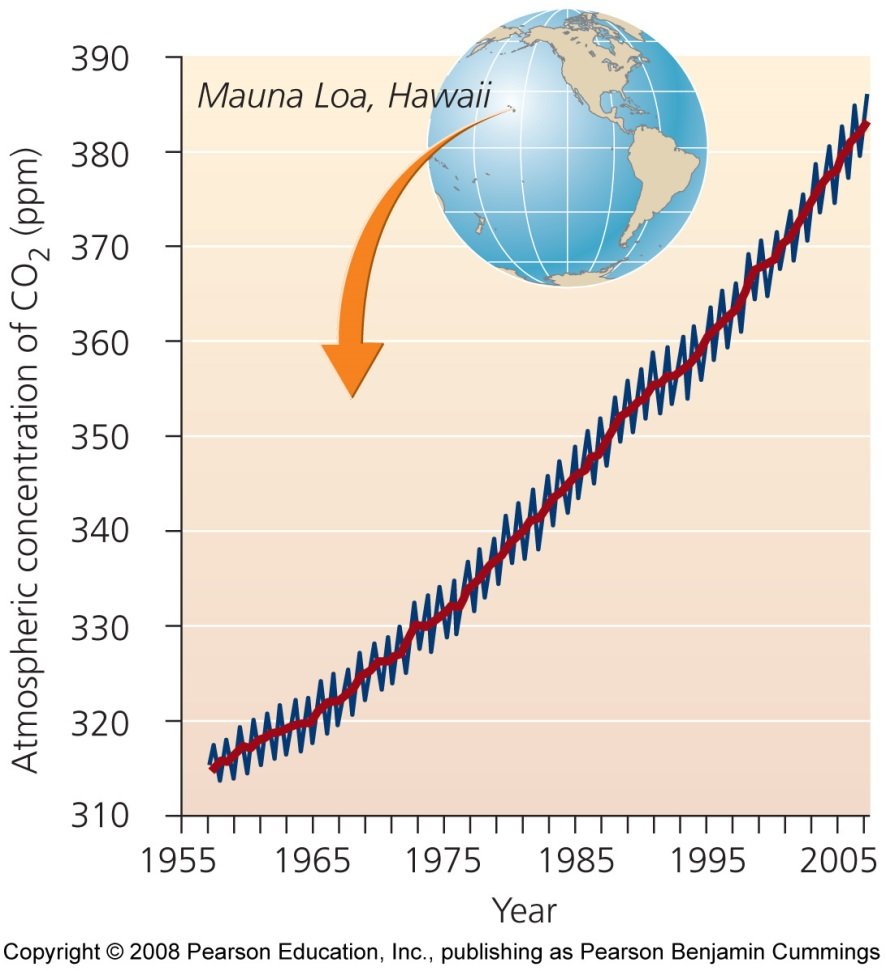 Mauna Loa, Hawaii
Atmospheric concentration of CO₂ (ppm)
390
380
370
360
350
340
330
320
310
1955 1965 1975 1985 1995 2005
Year
Copyright © 2008 Pearson Education, Inc., publishing as Pearson Benjamin Cummings